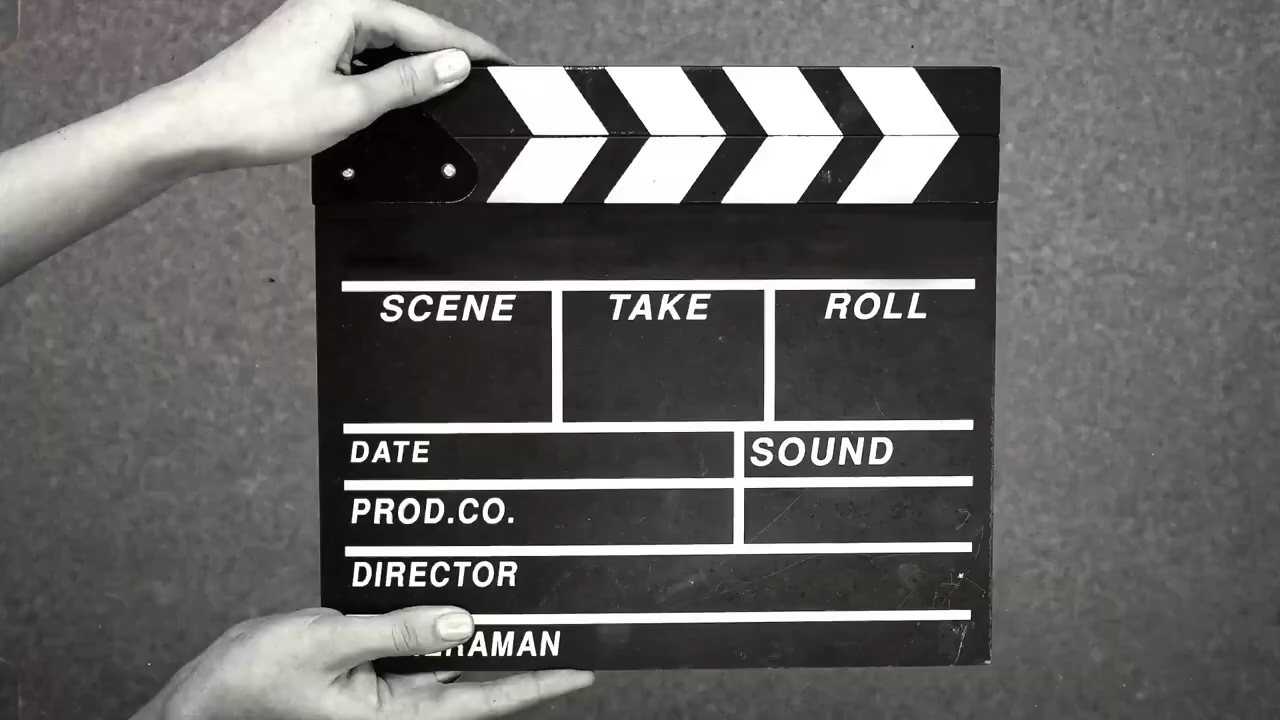 SCENE TAKE ROLL
DATE SOUND
PROD.CO.
DIRECTOR